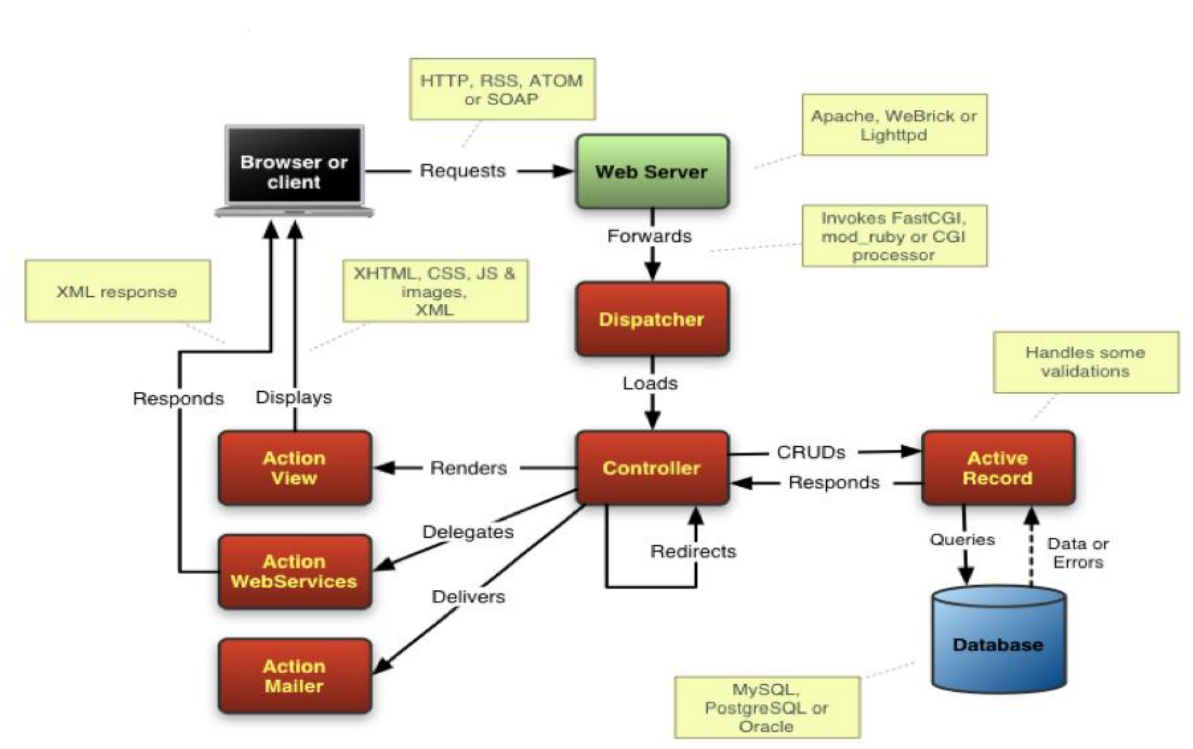 HTTP, RSS, ATOM
or SOAP
Apache, WeBrick or
Lighttpd
Browser or
client
Requests
Web Server
Invokes FastCGI,
mod_ruby or CGI
processor
Forwards
XML response
XHTML, CSS, JS &
images,
XML
Dispatcher
Handles some
validations
Loads
Responds
Displays
Action
View
Renders
Controller
CRUDs
Responds
Active
Record
Delegates
Redirects
Queries
Data or
Errors
Action
WebServices
Delivers
Database
Action
Mailer
MySQL,
PostgreSQL or
Oracle